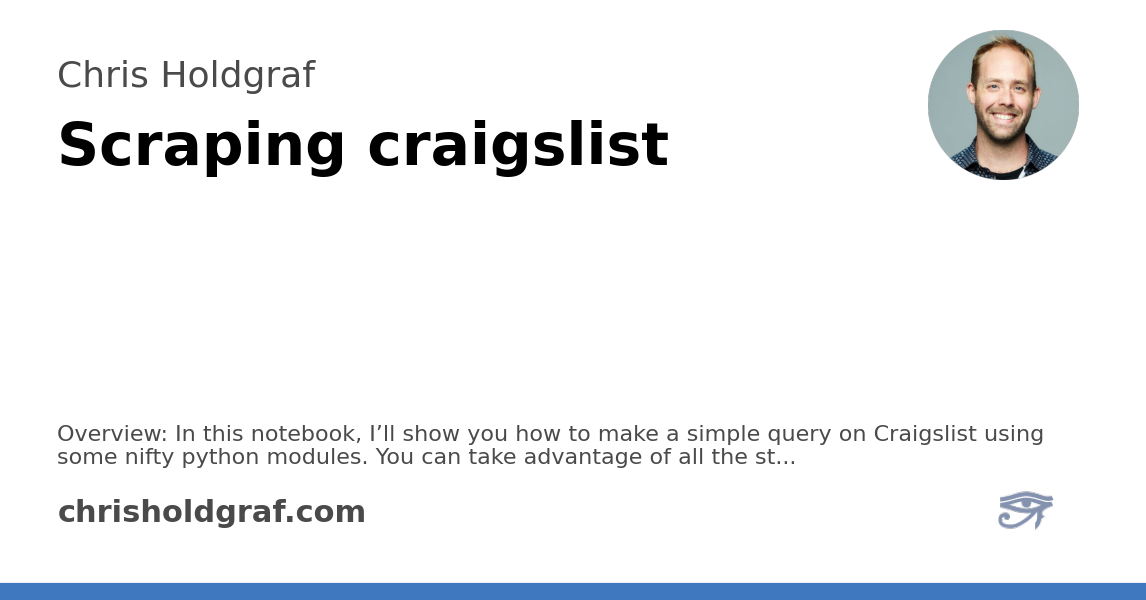 Chris Holdgraf
Scraping craigslist
Overview: In this notebook, I’ll show you how to make a simple query on Craigslist using
some nifty python modules. You can take advantage of all the st...
chrisholdgraf.com